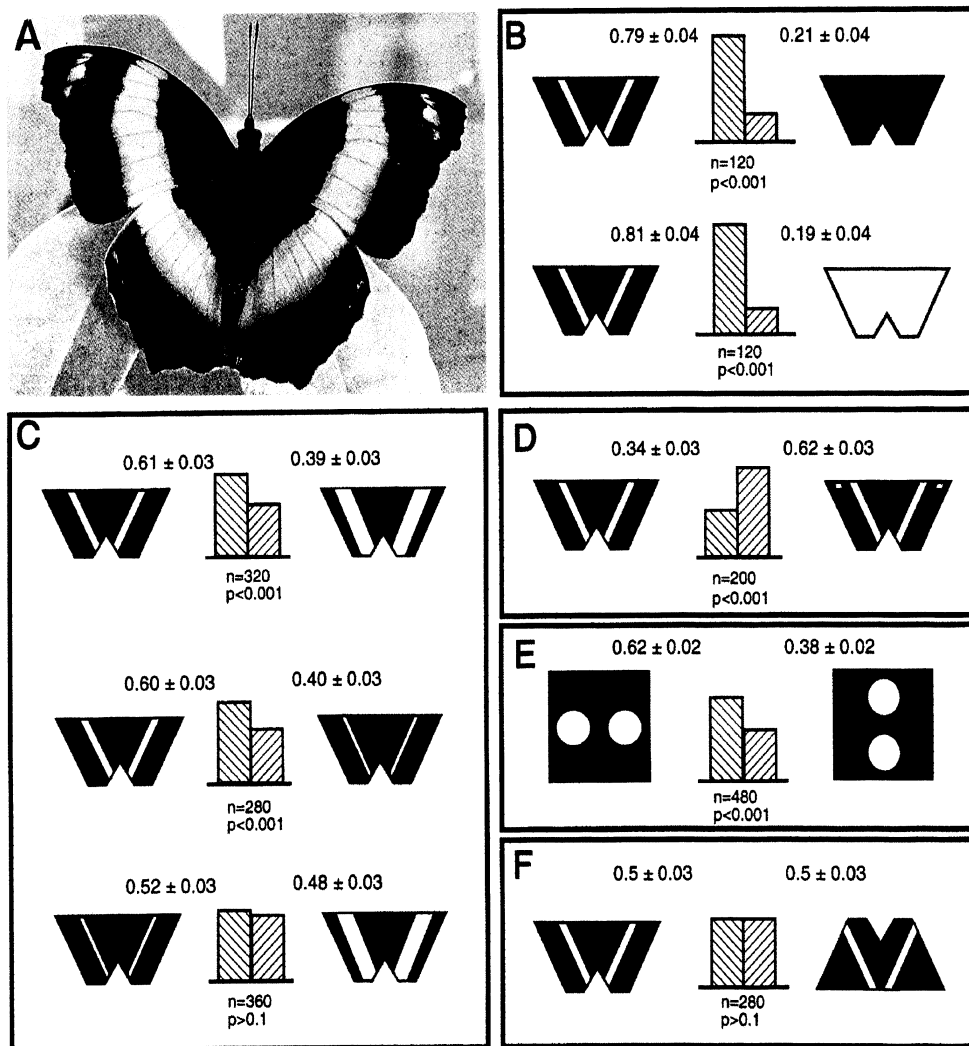 A
B
0.79 ± 0.04 0.21 ± 0.04
n=120
p<0.001
0.81 ± 0.04 0.19 ± 0.04
n=120
p<0.001
C
0.61 ± 0.03 0.39 ± 0.03
n=320
p<0.001
0.60 ± 0.03 0.40 ± 0.03
n=280
p<0.001
0.52 ± 0.03 0.48 ± 0.03
n=360
p>0.1
D
0.34 ± 0.03 0.62 ± 0.03
n=200
p<0.001
E
0.62 ± 0.02 0.38 ± 0.02
n=480
p<0.001
F
0.5 ± 0.03 0.5 ± 0.03
n=280
p>0.1